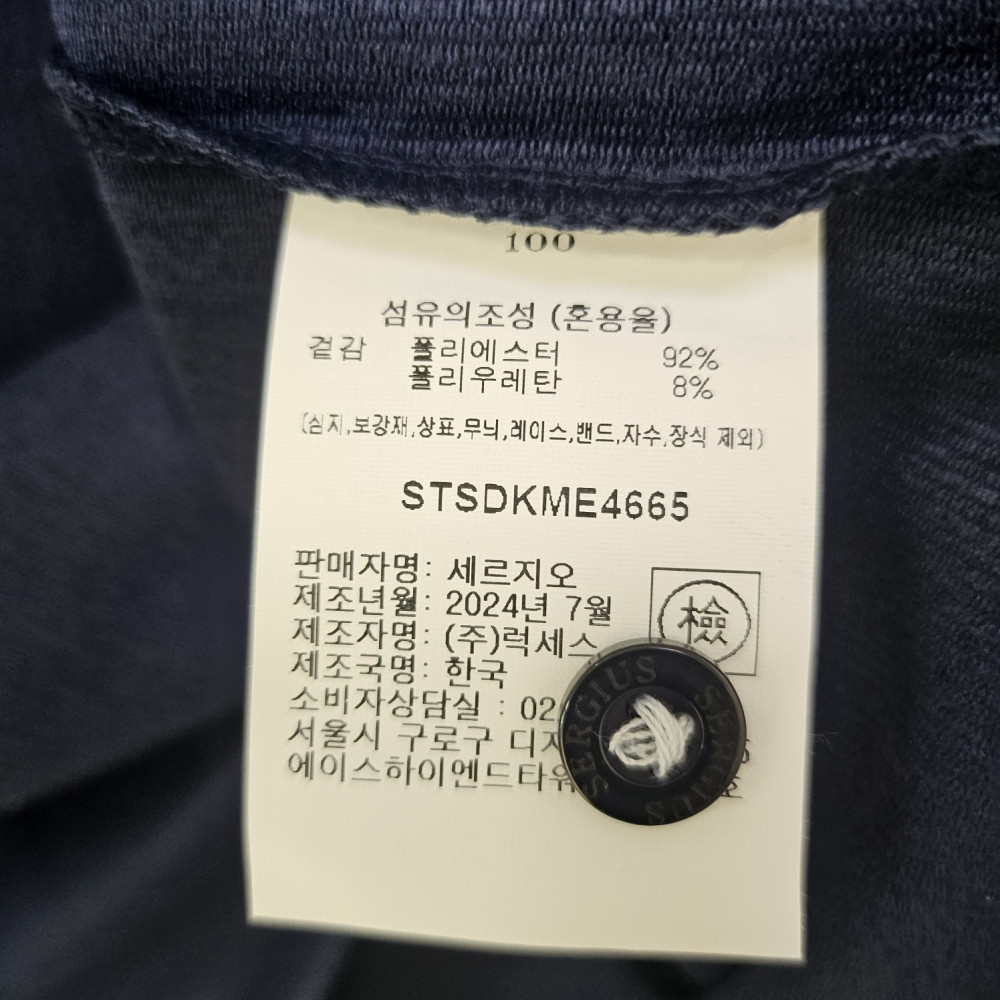 100
섬유의조성 (혼용율)
겉감 폴리에스터 92%
폴리우레탄 8%
(심지,보강재,상표,무늬,레이스,밴드,자수,장식 제외)
STSDKME4665
판매자명: 세르지오
제조년월: 2024년 7월
檢
제조자명: (주)럭세스
제조국명: 한국
소비자상담실 : 02
서울시 구로구 디지
에이스하이엔드타워
SERGIUS SERGIUS SERGIUS